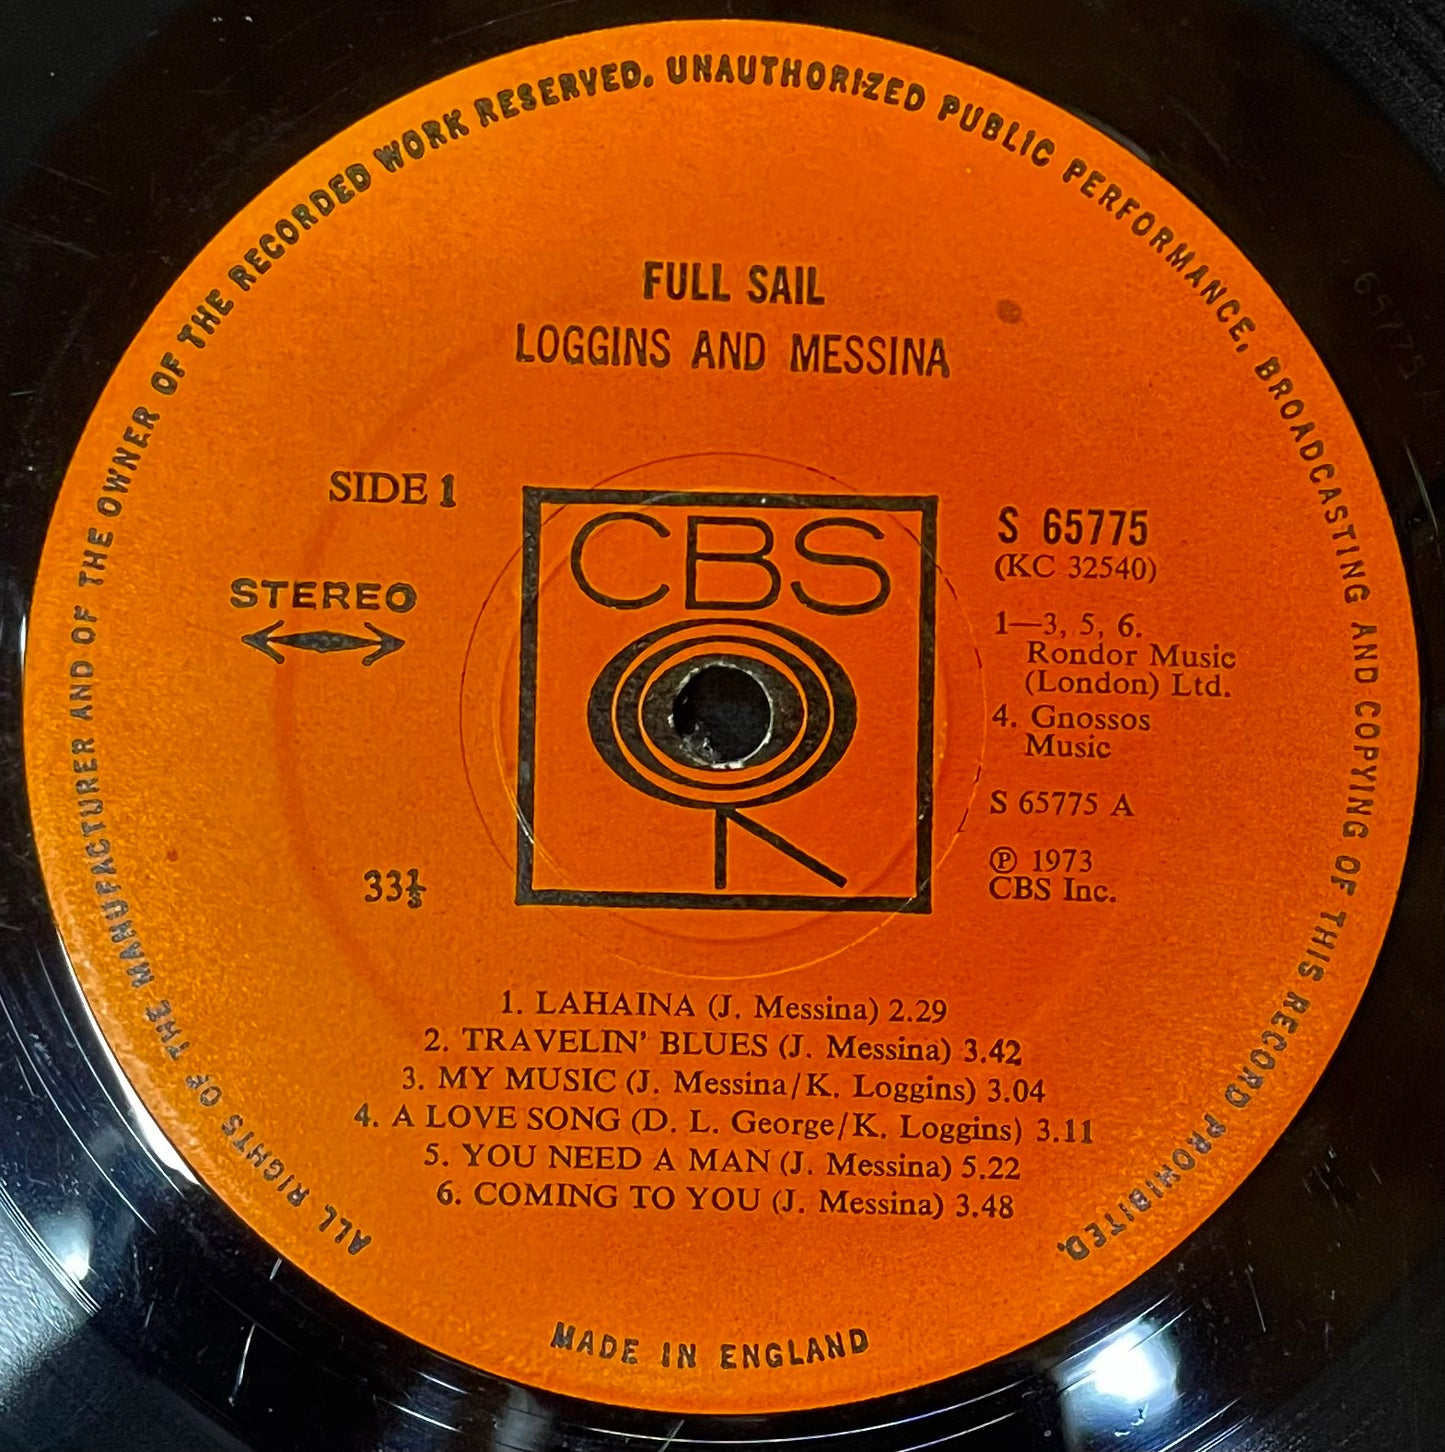 ALL RIGHTS OF THE MANUFACTURER AND OF THE OWNER OF THE RECORDED WORK RESERVED. UNAUTHORIZED PUBLIC PERFORMANCE, BROADCASTING AND COPYING OF THIS RECORD PROHIBITED.
FULL SAIL
LOGGINS AND MESSINA
SIDE 1
STEREO
33⅓
CBS
S 65775
(KC 32540)
1—3, 5, 6.
Rondor Music
(London) Ltd.
4. Gnossos
Music
S 65775 A
℗ 1973
CBS Inc.
1. LAHAINA (J. Messina) 2.29
2. TRAVELIN' BLUES (J. Messina) 3.42
3. MY MUSIC (J. Messina/K. Loggins) 3.04
4. A LOVE SONG (D. L. George/K. Loggins) 3.11
5. YOU NEED A MAN (J. Messina) 5.22
6. COMING TO YOU (J. Messina) 3.48
MADE IN ENGLAND